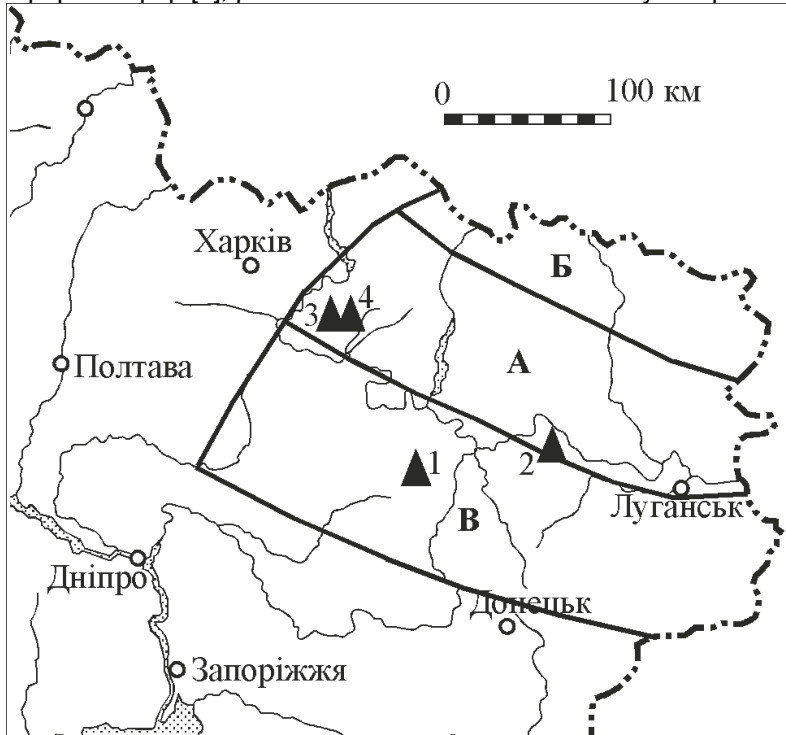 0 100 км
Харків
Б
3 4
А
Полтава
2
1
Луганськ
В
Дніпро
Донецьк
Запоріжжя